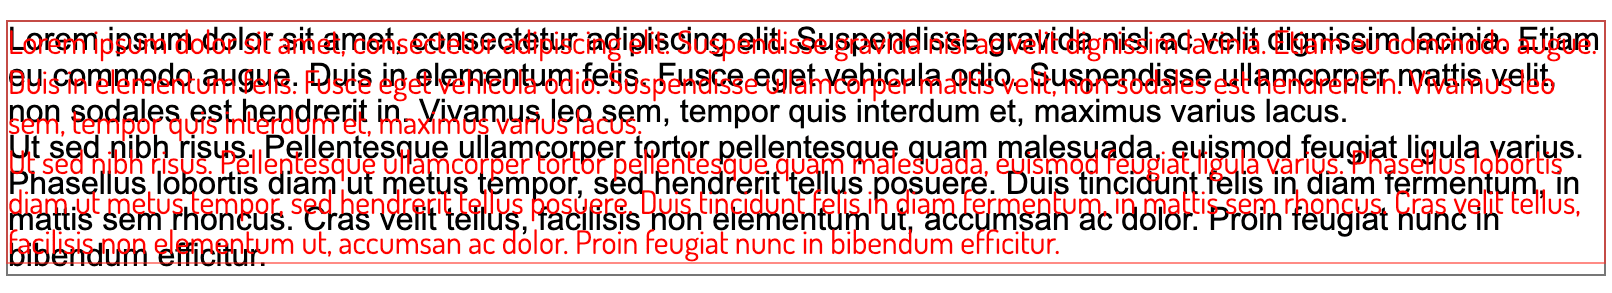 Lorem ipsum dolor sit amet, consectetur adipiscing elit. Suspendisse gravida nisl ac velit dignissim lacinia. Etiam
eu commodo augue. Duis in elementum felis. Fusce eget vehicula odio. Suspendisse ullamcorper mattis velit,
non sodales est hendrerit in. Vivamus leo sem, tempor quis interdum et, maximus varius lacus.
Ut sed nibh risus. Pellentesque ullamcorper tortor pellentesque quam malesuada, euismod feugiat ligula varius.
Phasellus lobortis diam ut metus tempor, sed hendrerit tellus posuere. Duis tincidunt felis in diam fermentum, in
mattis sem rhoncus. Cras velit tellus, facilisis non elementum ut, accumsan ac dolor. Proin feugiat nunc in
bibendum efficitur.
Lorem ipsum dolor sit amet, consectetur adipiscing elit. Suspendisse gravida nisl ac velit dignissim lacinia. Etiam eu commodo augue.
Duis in elementum felis. Fusce eget vehicula odio. Suspendisse ullamcorper mattis velit, non sodales est hendrerit in. Vivamus leo
sem, tempor quis interdum et, maximus varius lacus.
Ut sed nibh risus. Pellentesque ullamcorper tortor pellentesque quam malesuada, euismod feugiat ligula varius. Phasellus lobortis
diam ut metus tempor, sed hendrerit tellus posuere. Duis tincidunt felis in diam fermentum, in mattis sem rhoncus. Cras velit tellus,
facilisis non elementum ut, accumsan ac dolor. Proin feugiat nunc in bibendum efficitur.